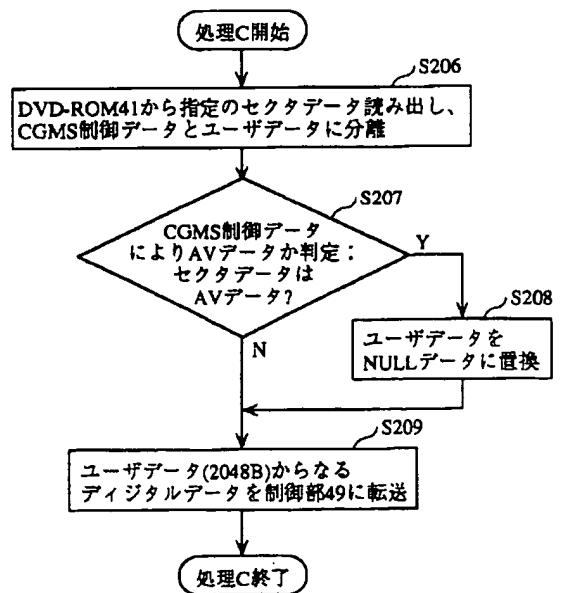 処理C開始
S206
DVD-ROM41から指定のセクタデータ読み出し、
CGMS制御データとユーザデータに分離
S207
CGMS制御データ
によりAVデータか判定：
セクタデータは
AVデータ?
Y
N
S208
ユーザデータを
NULLデータに置換
S209
ユーザデータ(2048B)からなる
ディジタルデータを制御部49に転送
処理C終了